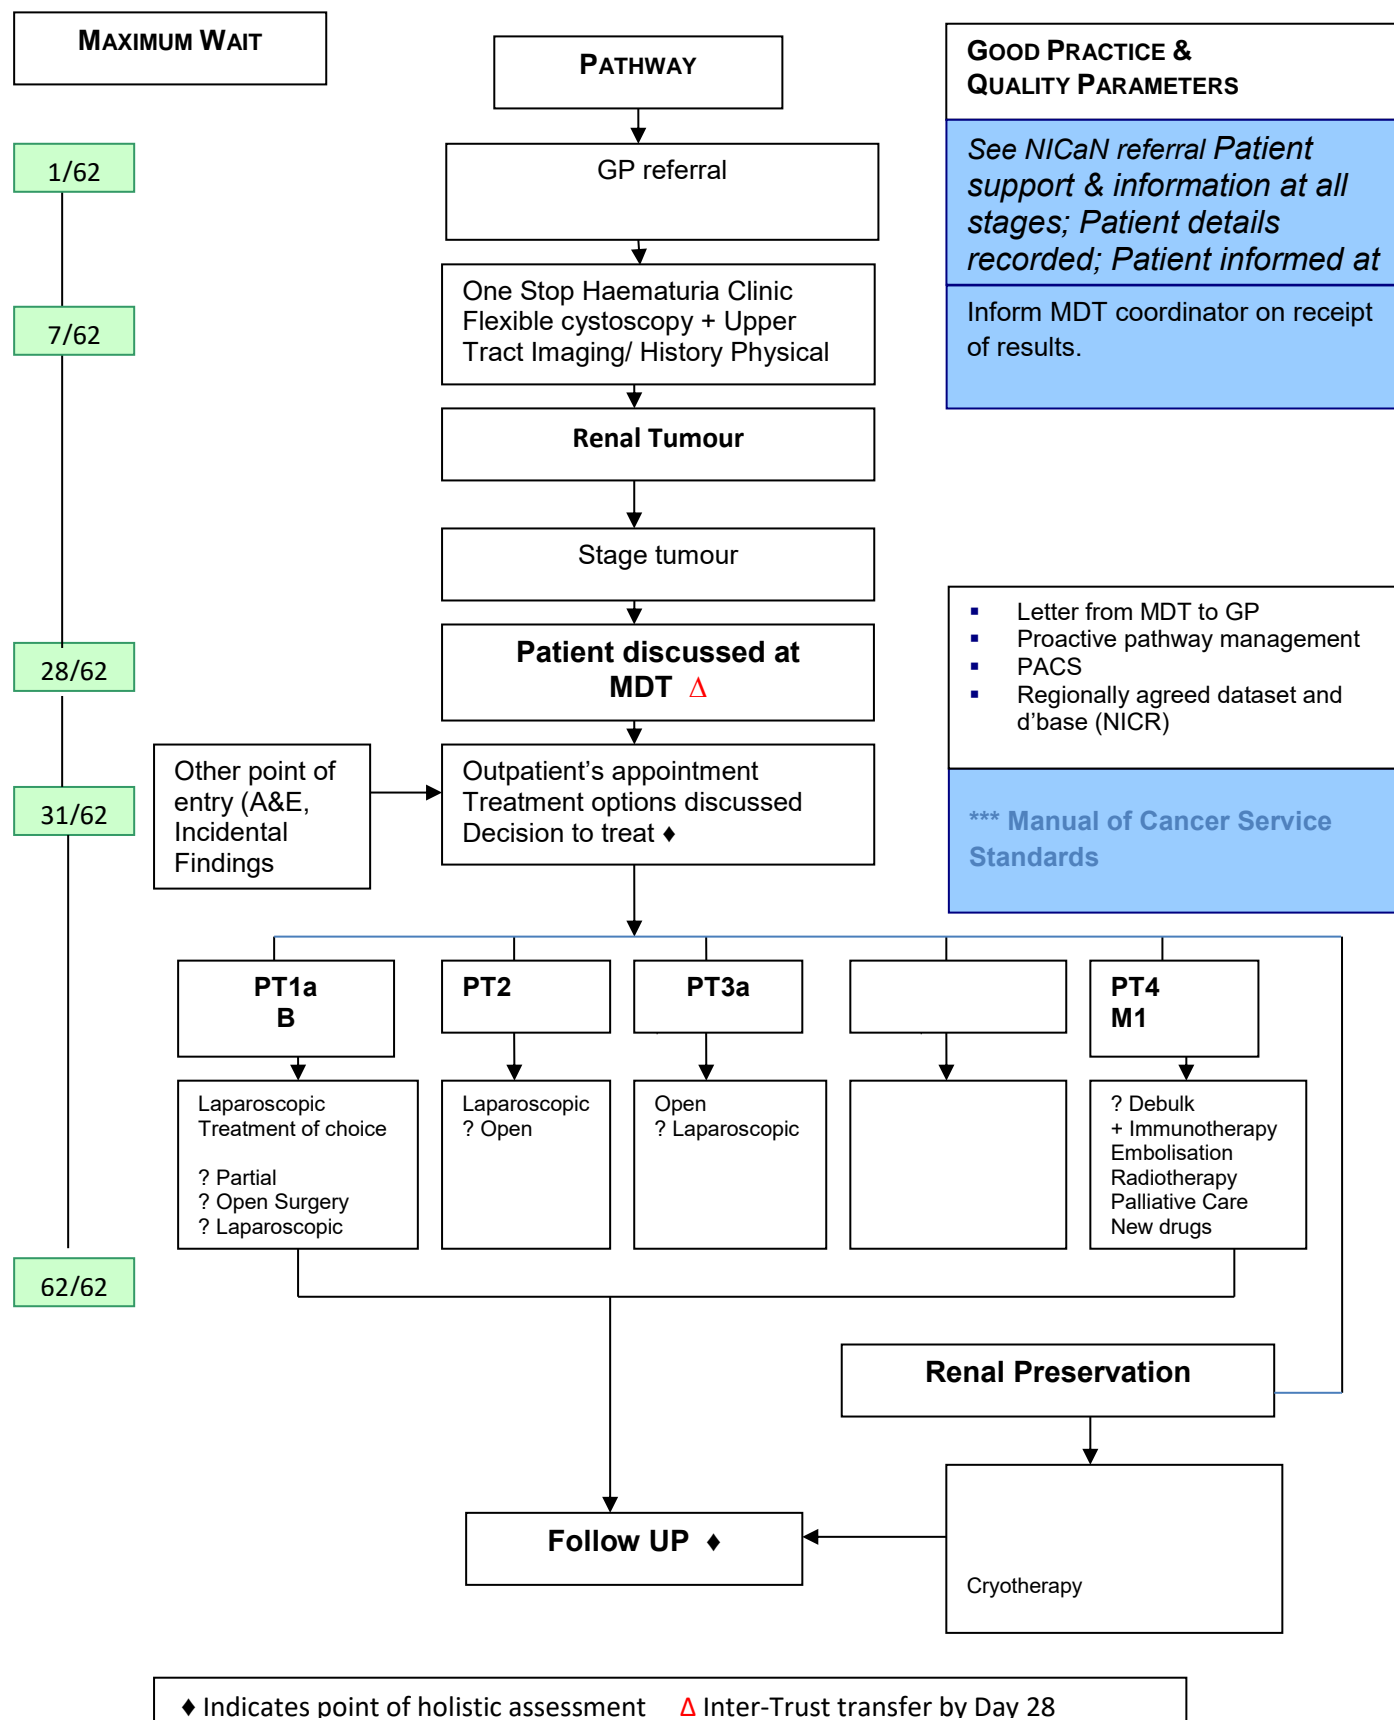 MAXIMUM WAIT
PATHWAY
GOOD PRACTICE &
QUALITY PARAMETERS
1/62
GP referral
See NICaN referral Patient
support & information at all
stages; Patient details
recorded; Patient informed at
7/62
One Stop Haematuria Clinic
Flexible cystoscopy + Upper
Tract Imaging/ History Physical
Inform MDT coordinator on receipt
of results.
Renal Tumour
Stage tumour
28/62
Patient discussed at
MDT Δ
▪ Letter from MDT to GP
▪ Proactive pathway management
▪ PACS
▪ Regionally agreed dataset and
d'base (NICR)
31/62
Other point of
entry (A&E,
Incidental
Findings
Outpatient's appointment
Treatment options discussed
Decision to treat ♦
*** Manual of Cancer Service
Standards
PT1a
B
PT2
PT3a
PT4
M1
Laparoscopic
Treatment of choice
? Partial
? Open Surgery
? Laparoscopic
Laparoscopic
? Open
Open
? Laparoscopic
? Debulk
+ Immunotherapy
Embolisation
Radiotherapy
Palliative Care
New drugs
62/62
Renal Preservation
Follow UP ♦
Cryotherapy
♦ Indicates point of holistic assessment Δ Inter-Trust transfer by Day 28